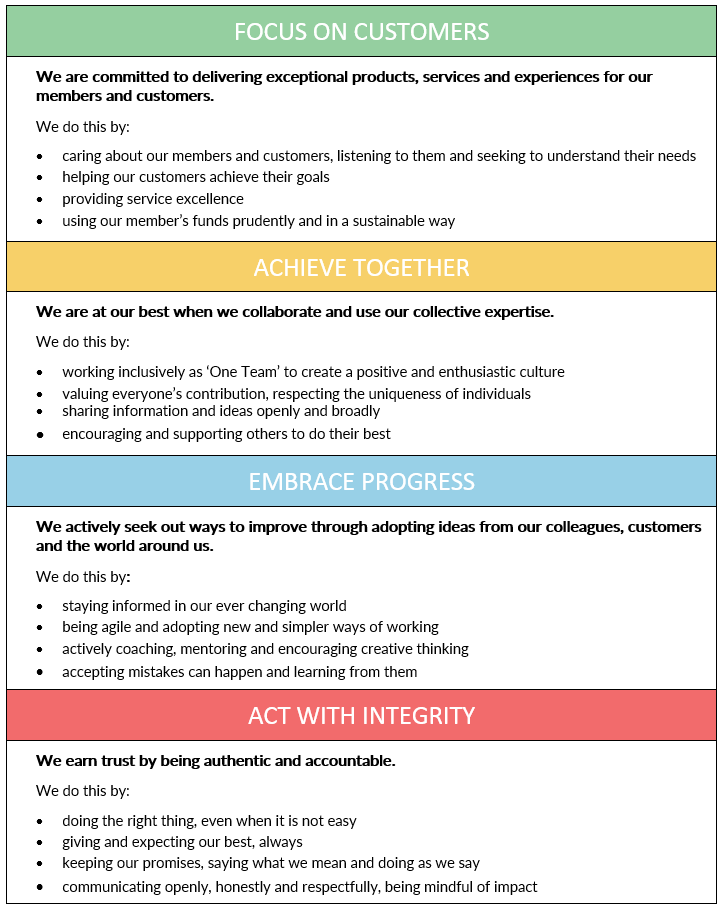 FOCUS ON CUSTOMERS
We are committed to delivering exceptional products, services and experiences for our
members and customers.
We do this by:
• caring about our members and customers, listening to them and seeking to understand their needs
• helping our customers achieve their goals
• providing service excellence
• using our member’s funds prudently and in a sustainable way
ACHIEVE TOGETHER
We are at our best when we collaborate and use our collective expertise.
We do this by:
• working inclusively as ‘One Team’ to create a positive and enthusiastic culture
• valuing everyone’s contribution, respecting the uniqueness of individuals
• sharing information and ideas openly and broadly
• encouraging and supporting others to do their best
EMBRACE PROGRESS
We actively seek out ways to improve through adopting ideas from our colleagues, customers
and the world around us.
We do this by:
• staying informed in our ever changing world
• being agile and adopting new and simpler ways of working
• actively coaching, mentoring and encouraging creative thinking
• accepting mistakes can happen and learning from them
ACT WITH INTEGRITY
We earn trust by being authentic and accountable.
We do this by:
• doing the right thing, even when it is not easy
• giving and expecting our best, always
• keeping our promises, saying what we mean and doing as we say
• communicating openly, honestly and respectfully, being mindful of impact